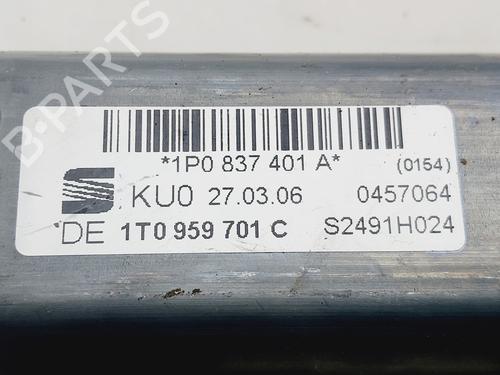 B-PARTS
*1P0 837 401 A* (0154)
KU0 27.03.06 0457064
DE 1T0 959 701 C S2491H024